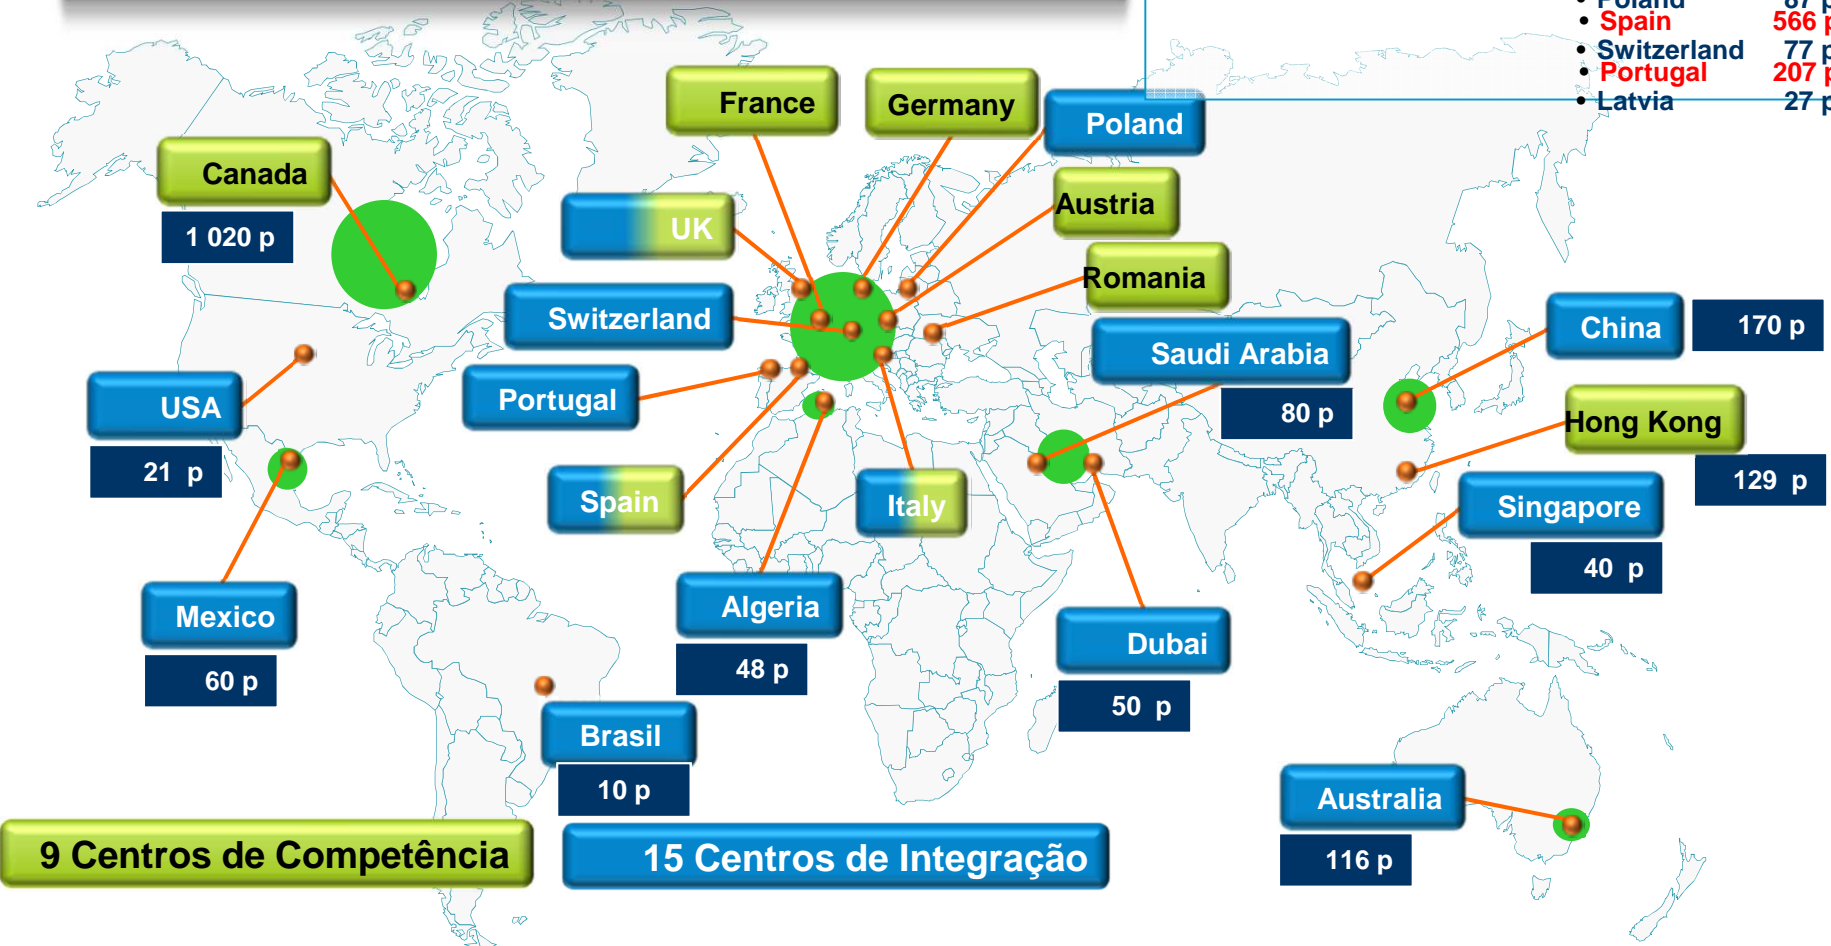 • Poland 87 p
• Spain 566 p
• Switzerland 77 p
• Portugal 207 p
• Latvia 27 p
France
Germany
Poland
Canada
1 020 p
UK
Austria
Romania
Switzerland
Saudi Arabia
80 p
China
170 p
USA
21 p
Portugal
Hong Kong
129 p
Spain
Italy
Singapore
40 p
Mexico
60 p
Algeria
48 p
Dubai
50 p
Brasil
10 p
Australia
116 p
9 Centros de Competência
15 Centros de Integração